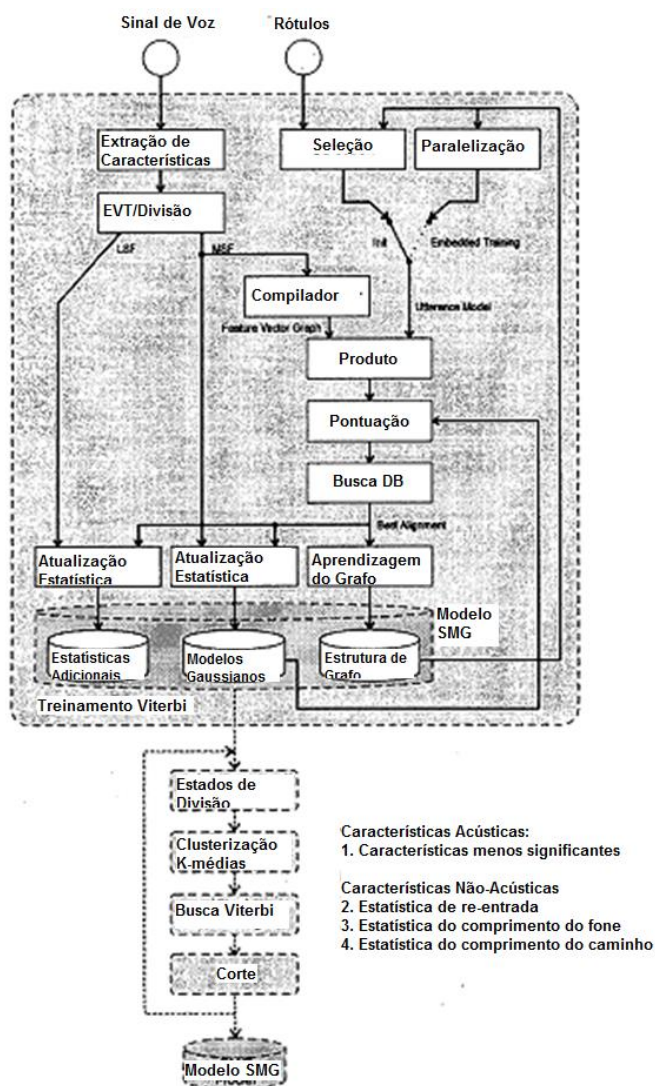 Sinal de Voz
Rótulos
Extração de
Características
Seleção
Paralelização
EVT/Divisão
LSF
MSF
Init
Embedded Training
Compilador
Utterence Model
Feature Vector Graph
Produto
Pontuação
Busca DB
Best Alignment
Atualização
Estatística
Atualização
Estatística
Aprendizagem
do Grafo
Modelo
SMG
Estatísticas
Adicionais
Modelos
Gaussianos
Estrutura de
Grafo
Treinamento Viterbi
Estados de
Divisão
Clusterização
K-médias
Busca Viterbi
Corte
Modelo SMG
Características Acústicas:
1. Características menos significantes
Características Não-Acústicas
2. Estatística de re-entrada
3. Estatística do comprimento do fone
4. Estatística do comprimento do caminho